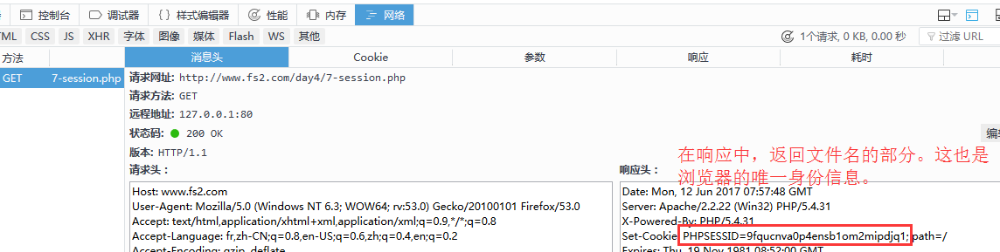 控制台 调试器 { } 样式编辑器 性能 内存 网络
ML CSS JS XHR 字体 图像 媒体 Flash WS 其他 1个请求, 0 KB, 0.00 秒 过滤 URL
方法 消息头 Cookie 参数 响应 耗时
GET 7-session.php
请求网址: http://www.fs2.com/day4/7-session.php
请求方法: GET
远程地址: 127.0.0.1:80
状态码: 200 OK
版本: HTTP/1.1
请求头：
Host: www.fs2.com
User-Agent: Mozilla/5.0 (Windows NT 6.3; WOW64; rv:53.0) Gecko/20100101 Firefox/53.0
Accept: text/html,application/xhtml+xml,application/xml;q=0.9,*/*;q=0.8
Accept-Language: fr,zh-CN;q=0.8,en-US;q=0.6,zh;q=0.4,en;q=0.2
Accept-Encoding: gzip, deflate
编辑
在响应中，返回文件名的部分。这也是
浏览器的唯一身份信息。
响应头：
Date: Mon, 12 Jun 2017 07:57:48 GMT
Server: Apache/2.2.22 (Win32) PHP/5.4.31
X-Powered-By: PHP/5.4.31
Set-Cookie: PHPSESSID=9fqucnva0p4ensb1om2mipdjq1; path=/
Expires: Thu, 19 Nov 1981 08:52:00 GMT